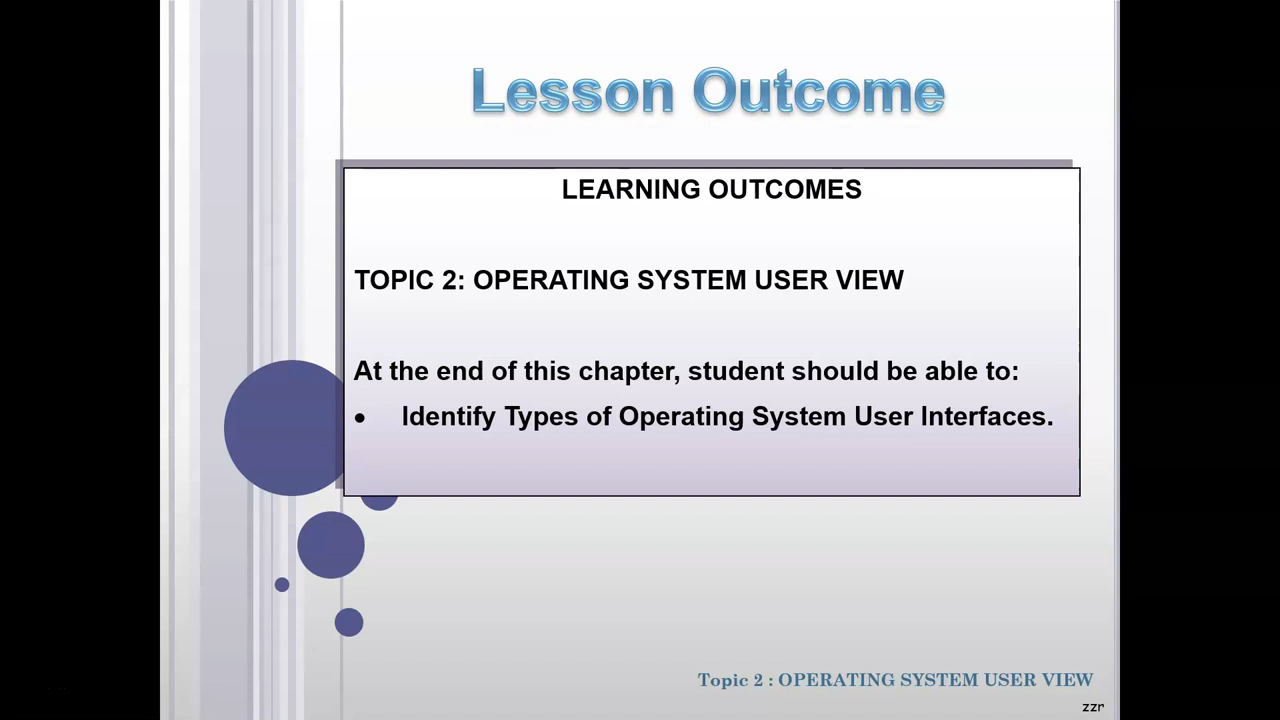 Lesson Outcome
LEARNING OUTCOMES
TOPIC 2: OPERATING SYSTEM USER VIEW
At the end of this chapter, student should be able to:
• Identify Types of Operating System User Interfaces.
Topic 2 : OPERATING SYSTEM USER VIEW
zzr